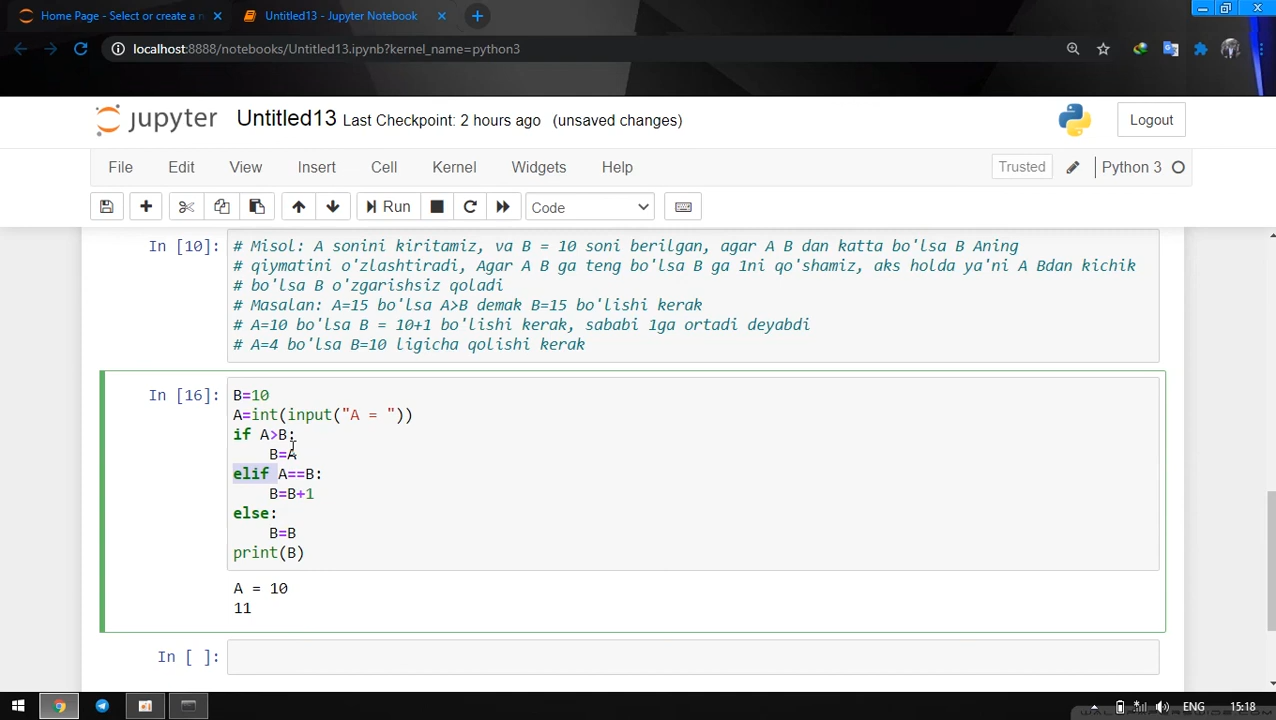 Home Page - Select or create a n
Untitled13 - Jupyter Notebook
localhost:8888/notebooks/Untitled13.ipynb?kernel_name=python3
jupyter Untitled13 Last Checkpoint: 2 hours ago (unsaved changes)
Logout
File Edit View Insert Cell Kernel Widgets Help
Trusted Python 3
Run Code
In [10]: # Misol: A sonini kiritamiz, va B = 10 soni berilgan, agar A B dan katta bo'lsa B Aning
# qiymatini o'zlashtiradi, Agar A B ga teng bo'lsa B ga 1ni qo'shamiz, aks holda ya'ni A Bdan kichik
# bo'lsa B o'zgarishsiz qoladi
# Masalan: A=15 bo'lsa A>B demak B=15 bo'lishi kerak
# A=10 bo'lsa B = 10+1 bo'lishi kerak, sababi 1ga ortadi deyabdi
# A=4 bo'lsa B=10 ligicha qolishi kerak
In [16]: B=10
A=int(input("A = "))
if A>B:
    B=A
elif A==B:
    B=B+1
else:
    B=B
print(B)
A = 10
11
In [ ]:
ENG 15:18